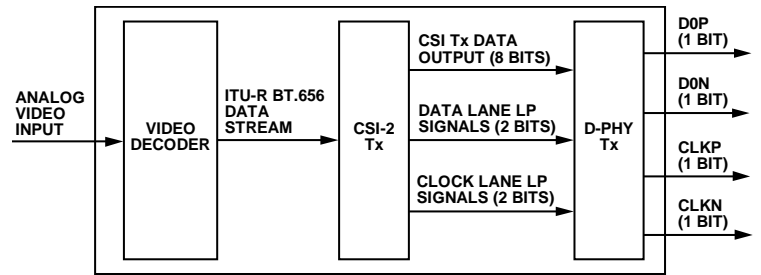 ANALOG
VIDEO
INPUT
VIDEO
DECODER
ITU-R BT.656
DATA
STREAM
CSI-2
Tx
CSI Tx DATA
OUTPUT (8 BITS)
DATA LANE LP
SIGNALS (2 BITS)
CLOCK LANE LP
SIGNALS (2 BITS)
D-PHY
Tx
D0P
(1 BIT)
D0N
(1 BIT)
CLKP
(1 BIT)
CLKN
(1 BIT)